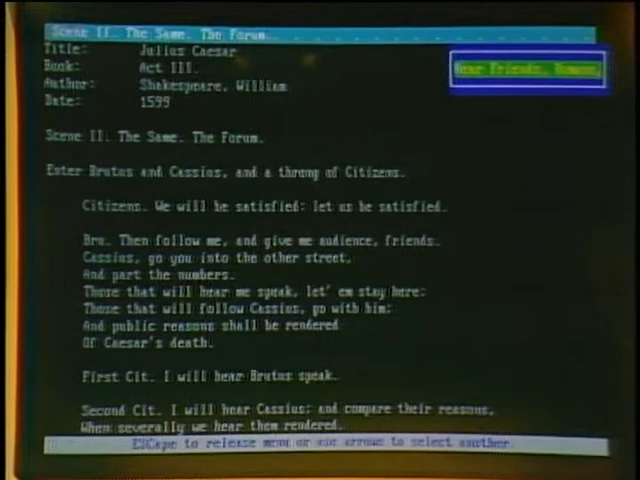 Scene II. The Same. The Forum.
Title: Julius Caesar
Book: Act III.
Author: Shakespeare, William
Date: 1599
Hear Friends, Romans,
Scene II. The Same. The Forum.
Enter Brutus and Cassius, and a throng of Citizens.
Citizens. We will be satisfied: let us be satisfied.
Bru. Then follow me, and give me audience, friends.
Cassius, go you into the other street,
And part the numbers.
Those that will hear me speak, let' em stay here:
Those that will follow Cassius, go with him:
And public reasons shall be rendered
Of Caesar's death.
First Cit. I will hear Brutus speak.
Second Cit. I will hear Cassius; and compare their reasons,
When severally we hear them rendered.
ESCape to release menu or use arrows to select another.